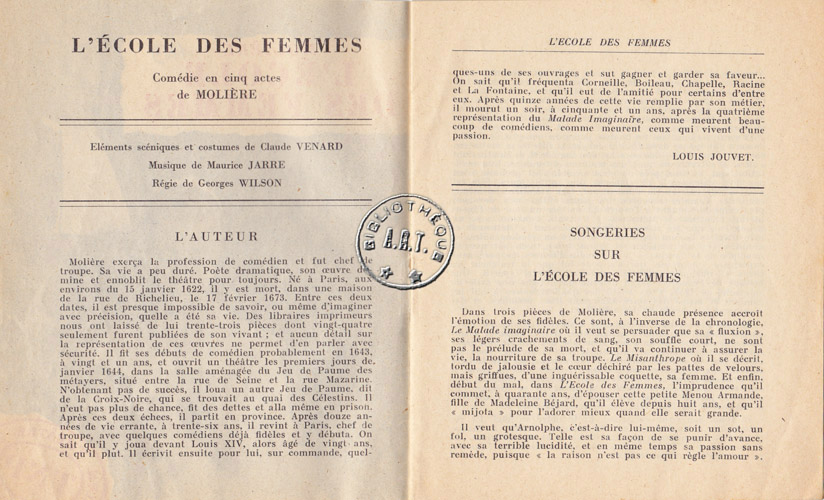 L'ÉCOLE DES FEMMES
Comédie en cinq actes
de MOLIÈRE
Eléments scéniques et costumes de Claude VENARD
Musique de Maurice JARRE
Régie de Georges WILSON
L'AUTEUR
Molière exerça la profession de comédien et fut chef de
troupe. Sa vie a peu duré. Poète dramatique, son œuvre do-
mine et ennoblit le théâtre pour toujours. Né à Paris, aux
environs du 15 janvier 1622, il y est mort, dans une maison
de la rue de Richelieu, le 17 février 1673. Entre ces deux
dates, il est presque impossible de savoir, ou même d'imaginer
avec précision, quelle a été sa vie. Des libraires imprimeurs
nous ont laissé de lui trente-trois pièces dont vingt-quatre
seulement furent publiées de son vivant ; et aucun détail sur
la représentation de ces œuvres ne permet d'en parler avec
sécurité. Il fit ses débuts de comédien probablement en 1643,
à vingt et un ans, et ouvrit un théâtre les premiers jours de
janvier 1644, dans la salle aménagée du Jeu de Paume des
métayers, située entre la rue de Seine et la rue Mazarine.
N'obtenant pas de succès, il loua un autre Jeu de Paume, dit
de la Croix-Noire, qui se trouvait au quai des Célestins. Il
n'eut pas plus de chance, fit des dettes et alla même en prison.
Après ces deux échecs, il partit en province. Après douze an-
nées de vie errante, à trente-six ans, il revint à Paris, chef de
troupe, avec quelques comédiens déjà fidèles et y débuta. On
sait qu'il y joua devant Louis XIV, alors âgé de vingt ans,
et qu'il plut. Il écrivit ensuite pour lui, sur commande, quel-
BIBLIOTHÈQUE
A.R.T.
L'ECOLE DES FEMMES
ques-uns de ses ouvrages et sut gagner et garder sa faveur...
On sait qu'il fréquenta Corneille, Boileau, Chapelle, Racine
et La Fontaine, et qu'il eut de l'amitié pour certains d'entre
eux. Après quinze années de cette vie remplie par son métier,
il mourut un soir, à cinquante et un ans, après la quatrième
représentation du Malade Imaginaire, comme meurent beau-
coup de comédiens, comme meurent ceux qui vivent d'une
passion.
LOUIS JOUVET.
SONGERIES
SUR
L'ÉCOLE DES FEMMES
Dans trois pièces de Molière, sa chaude présence accroît
l'émotion de ses fidèles. Ce sont, à l'inverse de la chronologie,
Le Malade imaginaire où il veut se persuader que sa « fluxion »,
ses légers crachements de sang, son souffle court, ne sont
pas le prélude de sa mort, et qu'il va continuer à assurer la
vie, la nourriture de sa troupe. Le Misanthrope où il se décrit,
lordu de jalousie et le cœur déchiré par les pattes de velours,
mais griffues, d'une inguérissable coquette, sa femme. Et enfin,
début du mal, dans L'Ecole des Femmes, l'imprudence qu'il
commet, à quarante ans, d'épouser cette petite Menou Armande,
fille de Madeleine Béjard, qu'il élève depuis huit ans, et qu'il
« mijota » pour l'adorer mieux quand elle serait grande.
Il veut qu'Arnolphe, c'est-à-dire lui-même, soit un sot, un
fol, un grotesque. Telle est sa façon de se punir d'avance,
avec sa terrible lucidité, et en même temps sa passion sans
remède, puisque « la raison n'est pas ce qui règle l'amour ».